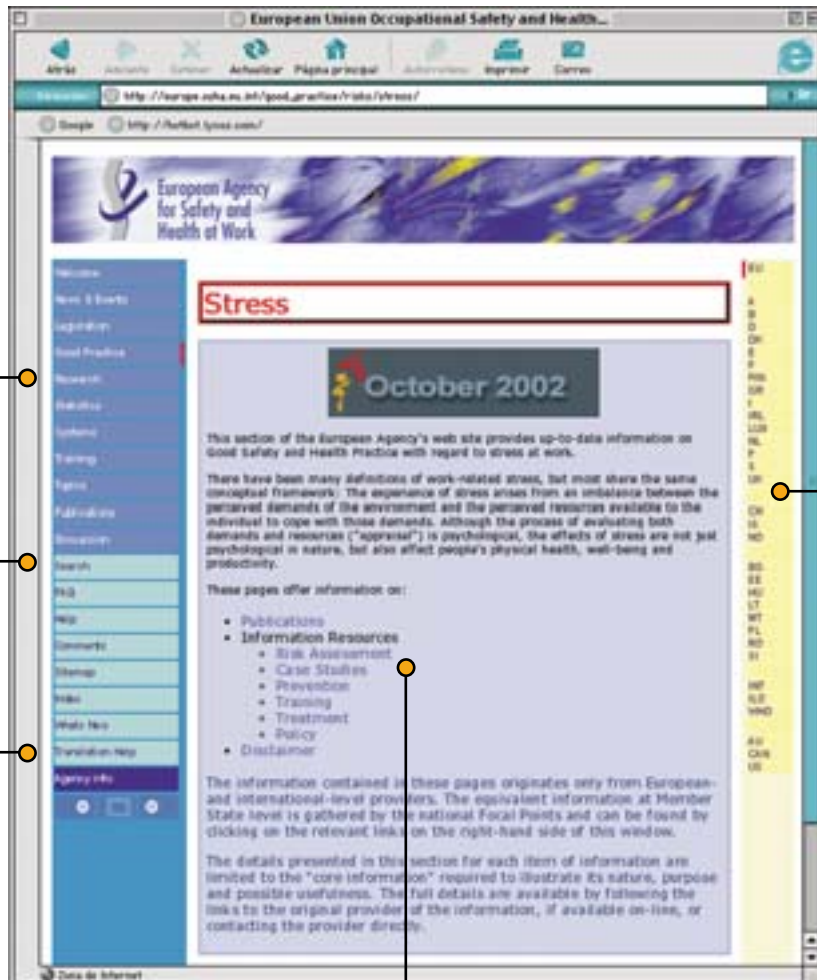 European Union Occupational Safety and Health...
Atrás Adelante Detener Actualizar Página principal Autorrelleno Imprimir Correo
http://europe.osha.eu.int/good_practice/risks/stress/
Google http://hotbot.lycos.com/
European Agency
for Safety and
Health at Work
Welcome
News & Events
Legislation
Good Practice
Research
Statistics
Systems
Training
Topics
Publications
Discussion
Search
FAQ
Help
Comments
Sitemap
Index
Whats New
Translation Help
Agency info
Stress
October 2002
This section of the European Agency's web site provides up-to-date information on
Good Safety and Health Practice with regard to stress at work.
There have been many definitions of work-related stress, but most share the same
conceptual framework: The experience of stress arises from an imbalance between the
perceived demands of the environment and the perceived resources available to the
individual to cope with those demands. Although the process of evaluating both
demands and resources ("appraisal") is psychological, the effects of stress are not just
psychological in nature, but also affect people's physical health, well-being and
productivity.
These pages offer information on:
• Publications
• Information Resources
• Risk Assessment
• Case Studies
• Prevention
• Training
• Treatment
• Policy
• Disclaimer
The information contained in these pages originates only from European-
and international-level providers. The equivalent information at Member
State level is gathered by the national Focal Points and can be found by
clicking on the relevant links on the right-hand side of this window.
The details presented in this section for each item of information are
limited to the "core information" required to illustrate its nature, purpose
and possible usefulness. The full details are available by following the
links to the original provider of the information, if available on-line, or
contacting the provider directly.
EU
A
B
D
DK
E
F
FIN
GR
I
IRL
LUX
NL
P
S
UK
CH
IS
NO
BG
EE
HU
LT
MT
PL
RO
SI
INT
ILO
WHO
AU
CAN
US
Zona de Internet